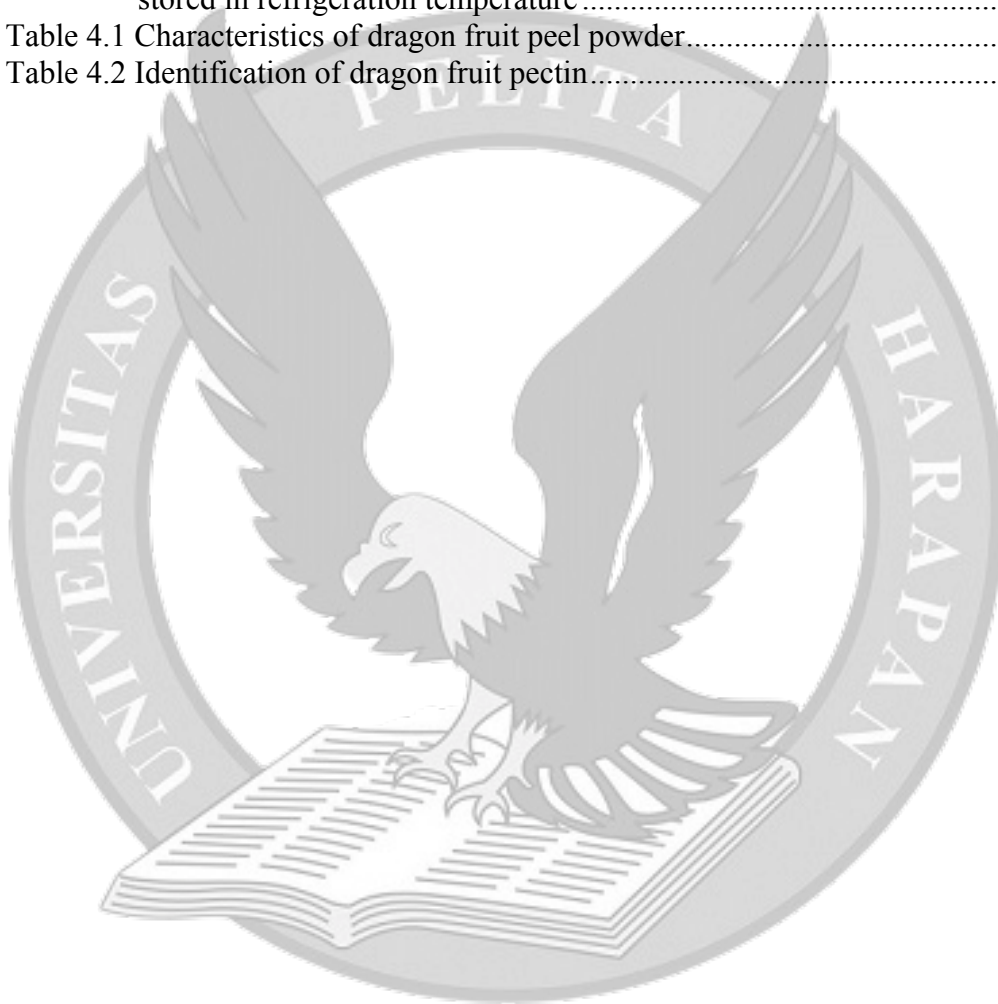 stored in refrigeration temperature......................................................
Table 4.1 Characteristics of dragon fruit peel powder.......................................
Table 4.2 Identification of dragon fruit pectin...................................................
UNIVERSITAS PELITA HARAPAN